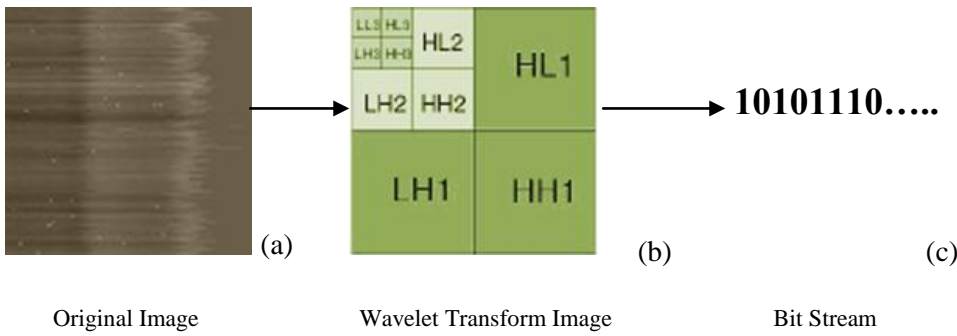 LL3 HL3
LH3 HH3
HL2
HL1
LH2 HH2
LH1
HH1
10101110…..
(a)
(b)
(c)
Original Image
Wavelet Transform Image
Bit Stream